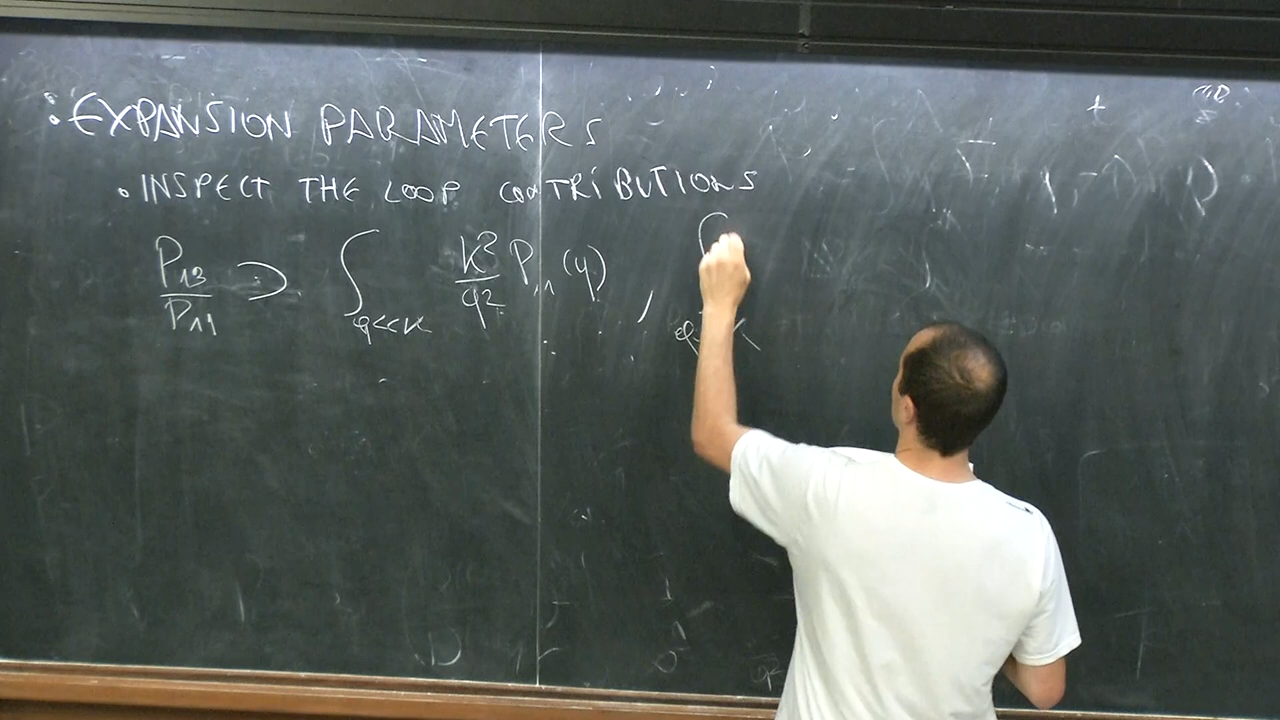 : EXPANSION PARAMETERS
• INSPECT THE LOOP CONTRIBUTIONS
P₁₃/P₁₁ ⊃ ∫_{q<<k} k²/q² P₁₁(q) , ∫